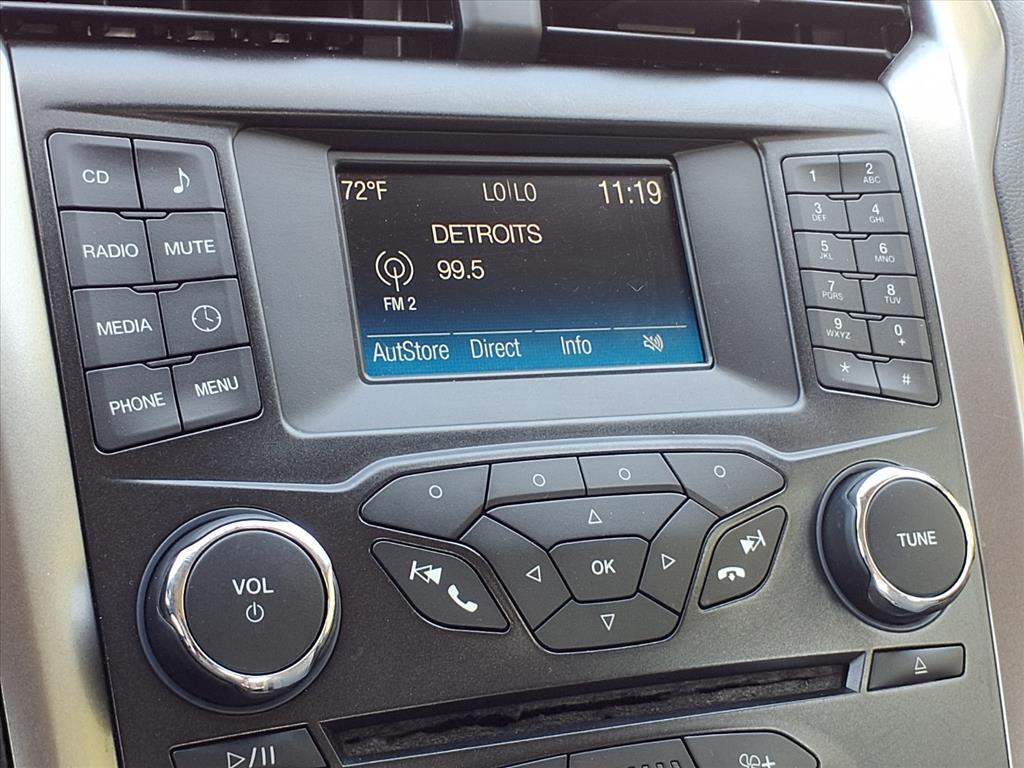 72°F LO|LO 11:19
DETROITS
99.5
FM 2
AutStore Direct Info
CD
RADIO MUTE
MEDIA
PHONE MENU
1 2 ABC
3 DEF 4 GHI
5 JKL 6 MNO
7 PQRS 8 TUV
9 WXYZ 0 +
* #
VOL
OK
TUNE